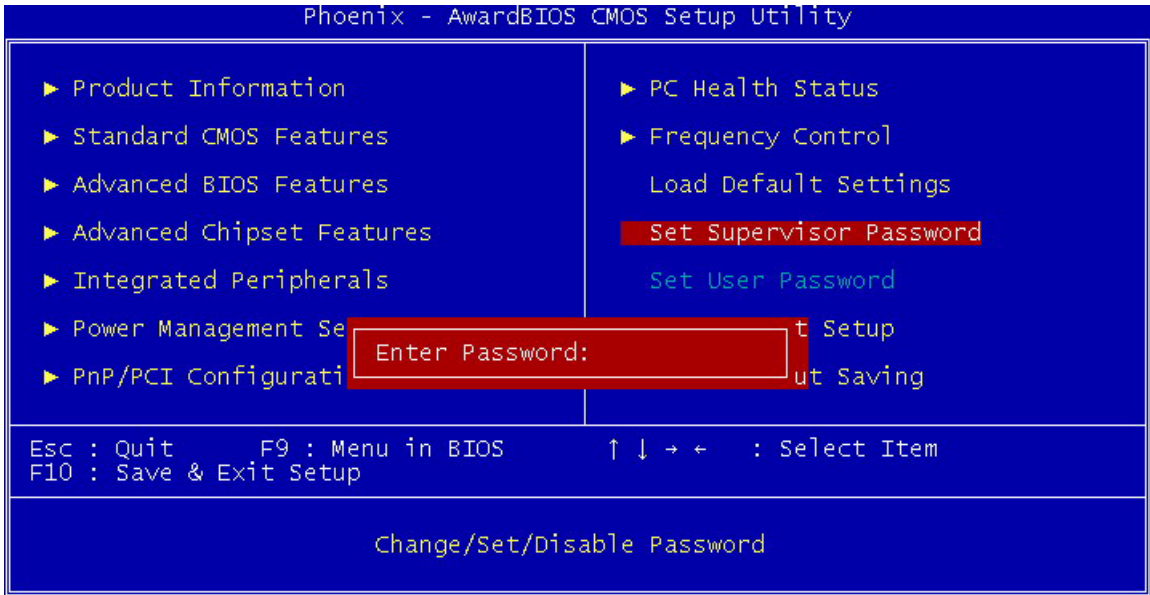 Phoenix - AwardBIOS CMOS Setup Utility
► Product Information
► Standard CMOS Features
► Advanced BIOS Features
► Advanced Chipset Features
► Integrated Peripherals
► Power Management Se
► PnP/PCI Configurati
► PC Health Status
► Frequency Control
Load Default Settings
Set Supervisor Password
Set User Password
t Setup
ut Saving
Enter Password:
Esc : Quit F9 : Menu in BIOS ↑ ↓ → ← : Select Item
F10 : Save & Exit Setup
Change/Set/Disable Password